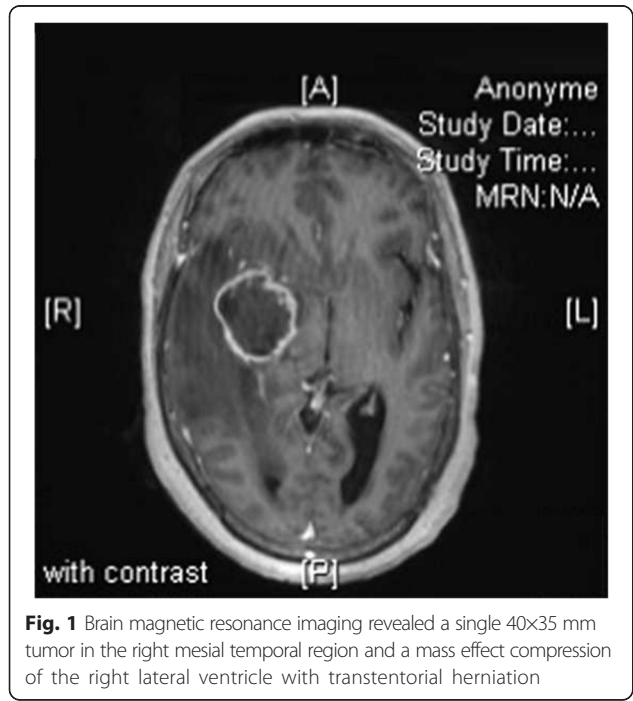 [A]
Anonyme
Study Date:...
Study Time:...
MRN:N/A
[R]
[L]
with contrast
[P]
Fig. 1 Brain magnetic resonance imaging revealed a single 40×35 mm
tumor in the right mesial temporal region and a mass effect compression
of the right lateral ventricle with transtentorial herniation